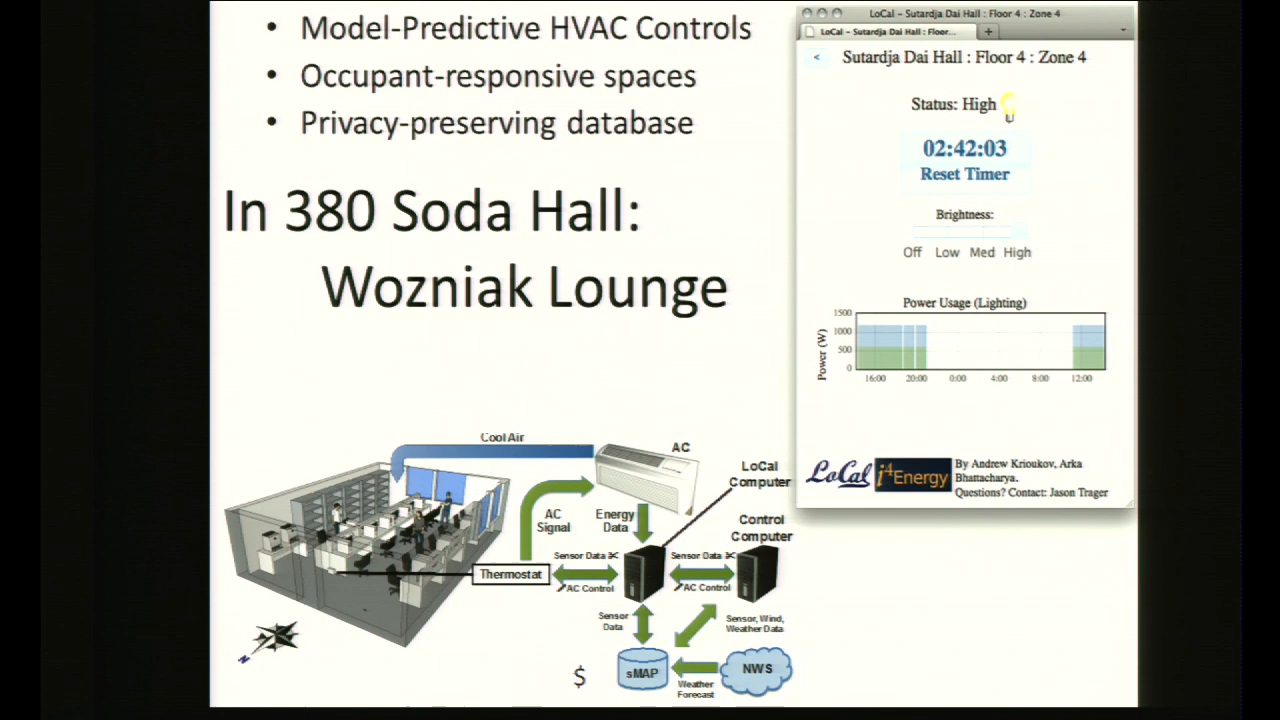 • Model-Predictive HVAC Controls
• Occupant-responsive spaces
• Privacy-preserving database
In 380 Soda Hall:
Wozniak Lounge
LoCal – Sutardja Dai Hall : Floor 4 : Zone 4
LoCal – Sutardja Dai Hall : Floor...
+
<
Sutardja Dai Hall : Floor 4 : Zone 4
Status: High
02:42:03
Reset Timer
Brightness:
Off Low Med High
Power Usage (Lighting)
Power (W)
1500
1000
500
0
16:00 20:00 0:00 4:00 8:00 12:00
LoCal i4Energy
By Andrew Krioukov, Arka
Bhattacharya.
Questions? Contact: Jason Trager
Cool Air
AC
LoCal
Computer
AC
Signal
Energy
Data
Control
Computer
Thermostat
Sensor Data
AC Control
Sensor Data
AC Control
Sensor
Data
Sensor, Wind,
Weather Data
sMAP
NWS
Weather
Forecast
$
N